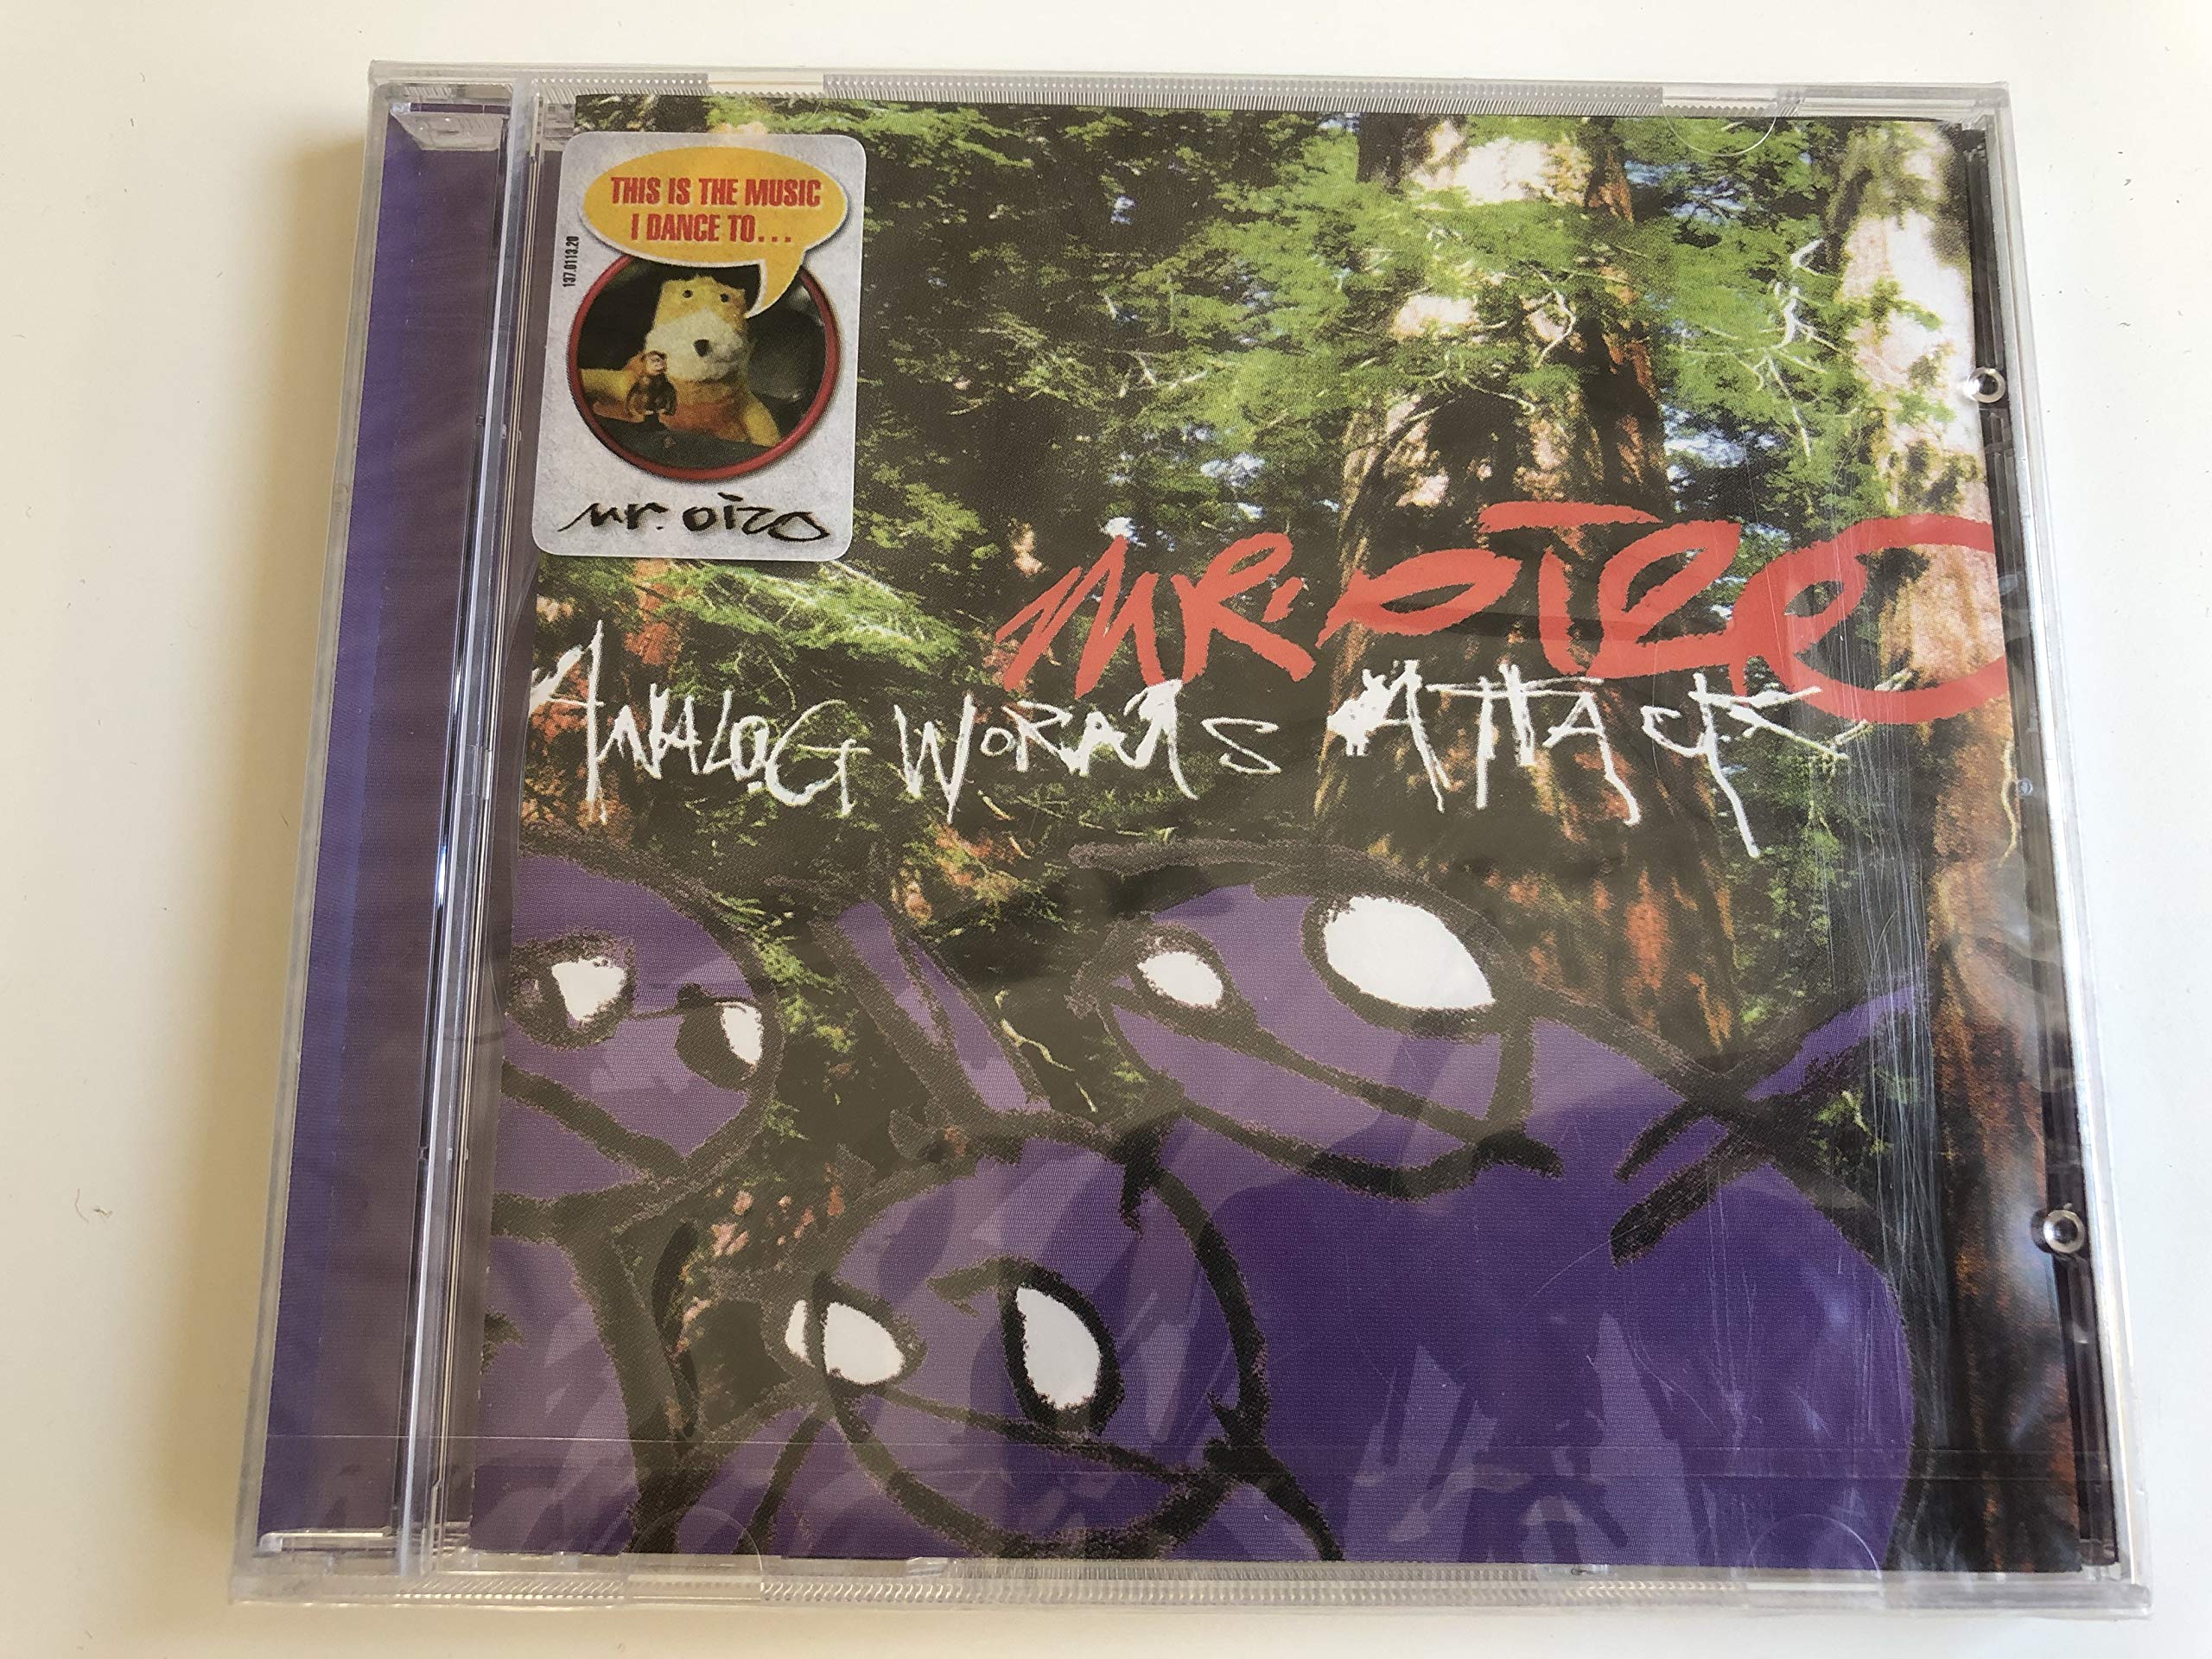 THIS IS THE MUSIC
I DANCE TO...
137.0113.20
mr. oizo
MR. OIZO
ANALOG WORMS ATTACK